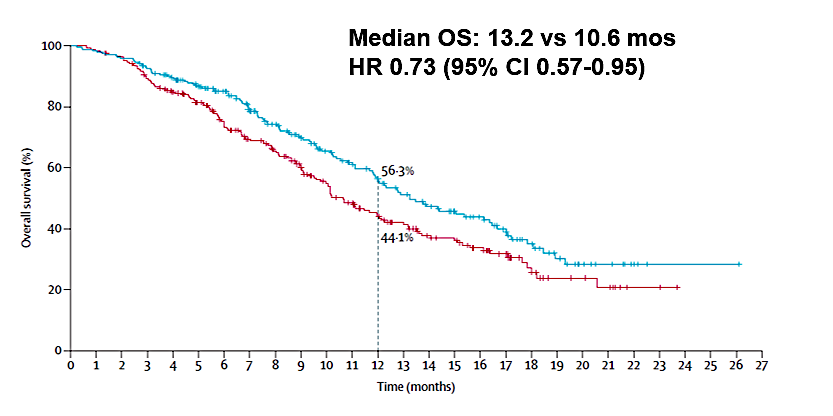 Median OS: 13.2 vs 10.6 mos
HR 0.73 (95% CI 0.57-0.95)
100
80
60
40
20
0
Overall survival (%)
56·3%
44·1%
0 1 2 3 4 5 6 7 8 9 10 11 12 13 14 15 16 17 18 19 20 21 22 23 24 25 26 27
Time (months)